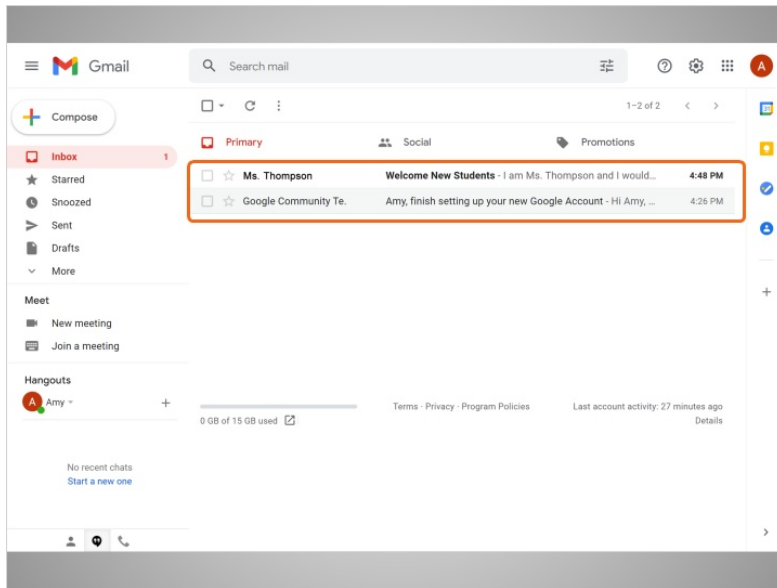 Gmail
Search mail
A
Compose
1–2 of 2
Primary
Social
Promotions
Inbox 1
Starred
Snoozed
Sent
Drafts
More
Ms. Thompson Welcome New Students - I am Ms. Thompson and I would... 4:48 PM
Google Community Te. Amy, finish setting up your new Google Account - Hi Amy, ... 4:26 PM
Meet
New meeting
Join a meeting
Hangouts
A Amy
No recent chats
Start a new one
0 GB of 15 GB used
Terms · Privacy · Program Policies
Last account activity: 27 minutes ago
Details
31